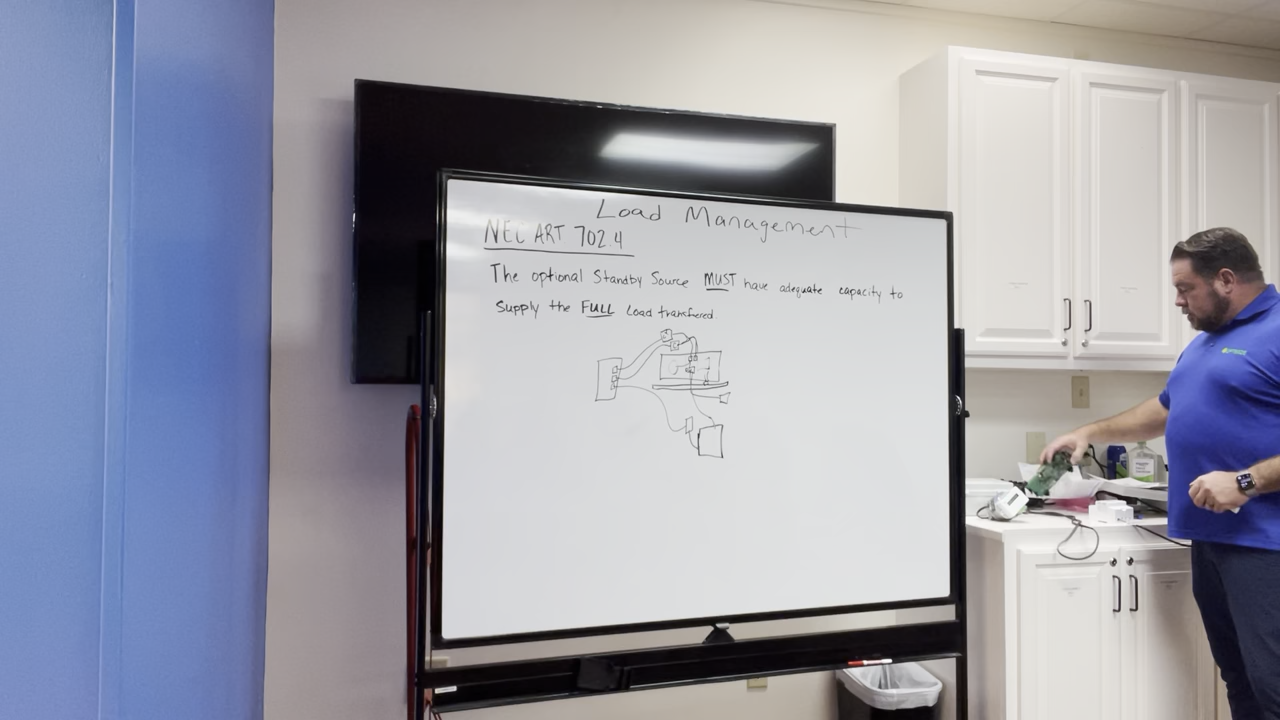 Load Management
NEC ART 702.4
The optional Standby Source MUST have adequate capacity to
Supply the FULL Load transfered